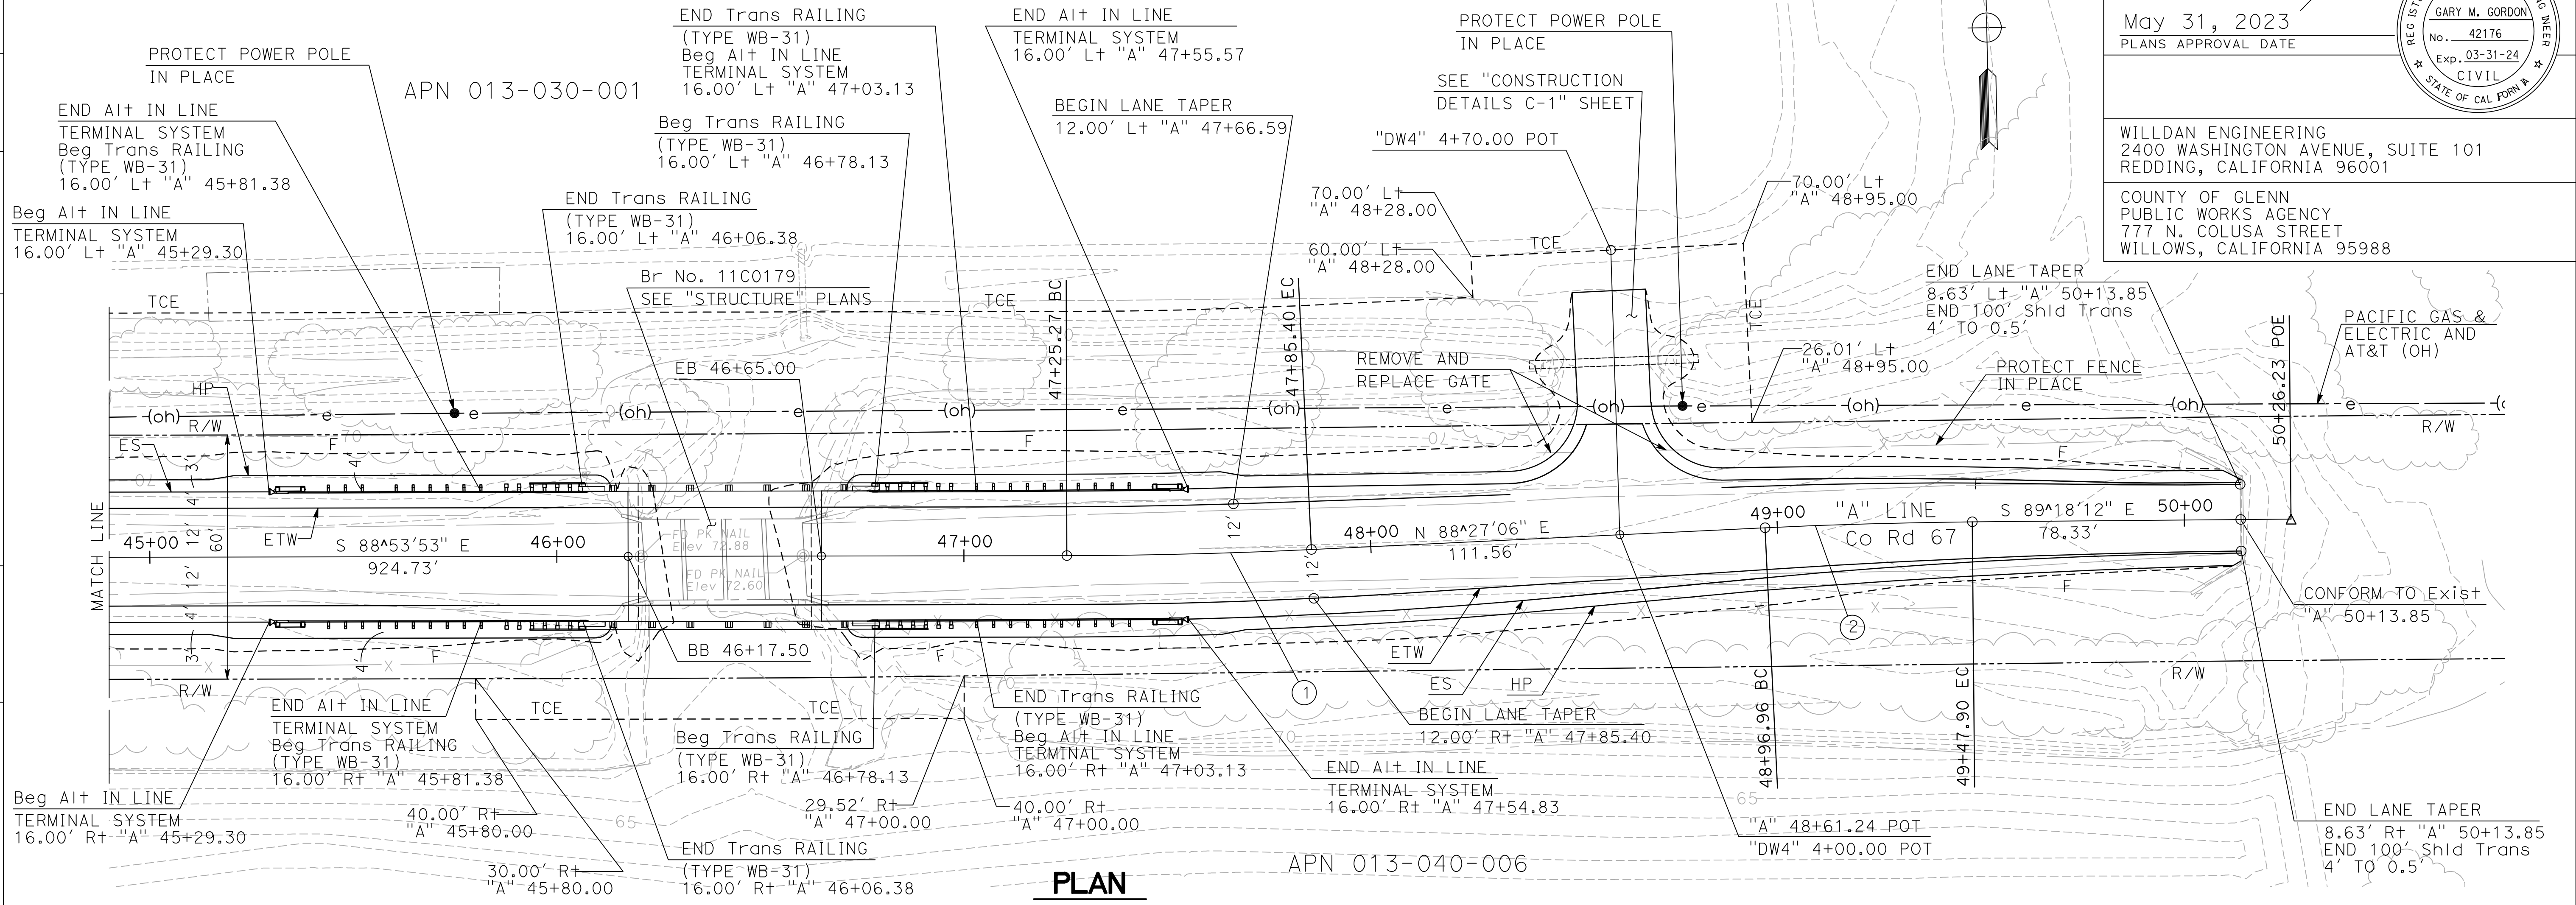 PROTECT POWER POLE
IN PLACE
APN 013-030-001
END Alt IN LINE
TERMINAL SYSTEM
Beg Trans RAILING
(TYPE WB-31)
16.00' Lt "A" 45+81.38
Beg Alt IN LINE
TERMINAL SYSTEM
16.00' Lt "A" 45+29.30
END Trans RAILING
(TYPE WB-31)
Beg Alt IN LINE
TERMINAL SYSTEM
16.00' Lt "A" 47+03.13
Beg Trans RAILING
(TYPE WB-31)
16.00' Lt "A" 46+78.13
END Trans RAILING
(TYPE WB-31)
16.00' Lt "A" 46+06.38
Br No. 11C0179
SEE "STRUCTURE" PLANS
END Alt IN LINE
TERMINAL SYSTEM
16.00' Lt "A" 47+55.57
BEGIN LANE TAPER
12.00' Lt "A" 47+66.59
PROTECT POWER POLE
IN PLACE
SEE "CONSTRUCTION
DETAILS C-1" SHEET
"DW4" 4+70.00 POT
70.00' Lt
"A" 48+28.00
60.00' Lt
"A" 48+28.00
70.00' Lt
"A" 48+95.00
TCE
TCE
26.01' Lt
"A" 48+95.00
May 31, 2023
PLANS APPROVAL DATE
GARY M. GORDON
No. 42176
Exp. 03-31-24
CIVIL
STATE OF CALIFORNIA
WILLDAN ENGINEERING
2400 WASHINGTON AVENUE, SUITE 101
REDDING, CALIFORNIA 96001
COUNTY OF GLENN
PUBLIC WORKS AGENCY
777 N. COLUSA STREET
WILLOWS, CALIFORNIA 95988
END LANE TAPER
8.63' Lt "A" 50+13.85
END 100' Shld Trans
4' TO 0.5'
PACIFIC GAS &
ELECTRIC AND
AT&T (OH)
PROTECT FENCE
IN PLACE
REMOVE AND
REPLACE GATE
TCE
TCE
EB 46+65.00
47+25.27 BC
47+85.40 EC
50+26.23 POE
HP
(oh) e e (oh) e (oh) e (oh) e (oh) e (oh) e (oh) e
R/W
R/W
ES
F
F
F
F
70
70
70
3'
4'
12'
60'
12'
4'
3'
4'
4'
MATCH LINE
ETW
45+00
46+00
47+00
48+00
49+00
50+00
S 88^53'53" E
924.73'
FD PK NAIL
Elev 72.88
FD PK NAIL
Elev 72.60
12'
12'
N 88^27'06" E
111.56'
"A" LINE
Co Rd 67
S 89^18'12" E
78.33'
CONFORM TO Exist
"A" 50+13.85
BB 46+17.50
1
2
ETW
ES
HP
F
F
F
R/W
R/W
TCE
TCE
48+96.96 BC
49+47.90 EC
END Alt IN LINE
TERMINAL SYSTEM
Beg Trans RAILING
(TYPE WB-31)
16.00' Rt "A" 45+81.38
Beg Alt IN LINE
TERMINAL SYSTEM
16.00' Rt "A" 45+29.30
40.00' Rt
"A" 45+80.00
30.00' Rt
"A" 45+80.00
Beg Trans RAILING
(TYPE WB-31)
16.00' Rt "A" 46+78.13
END Trans RAILING
(TYPE WB-31)
16.00' Rt "A" 46+06.38
29.52' Rt
"A" 47+00.00
END Trans RAILING
(TYPE WB-31)
Beg Alt IN LINE
TERMINAL SYSTEM
16.00' Rt "A" 47+03.13
40.00' Rt
"A" 47+00.00
BEGIN LANE TAPER
12.00' Rt "A" 47+85.40
END Alt IN LINE
TERMINAL SYSTEM
16.00' Rt "A" 47+54.83
"A" 48+61.24 POT
"DW4" 4+00.00 POT
END LANE TAPER
8.63' Rt "A" 50+13.85
END 100' Shld Trans
4' TO 0.5'
65
65
APN 013-040-006
PLAN